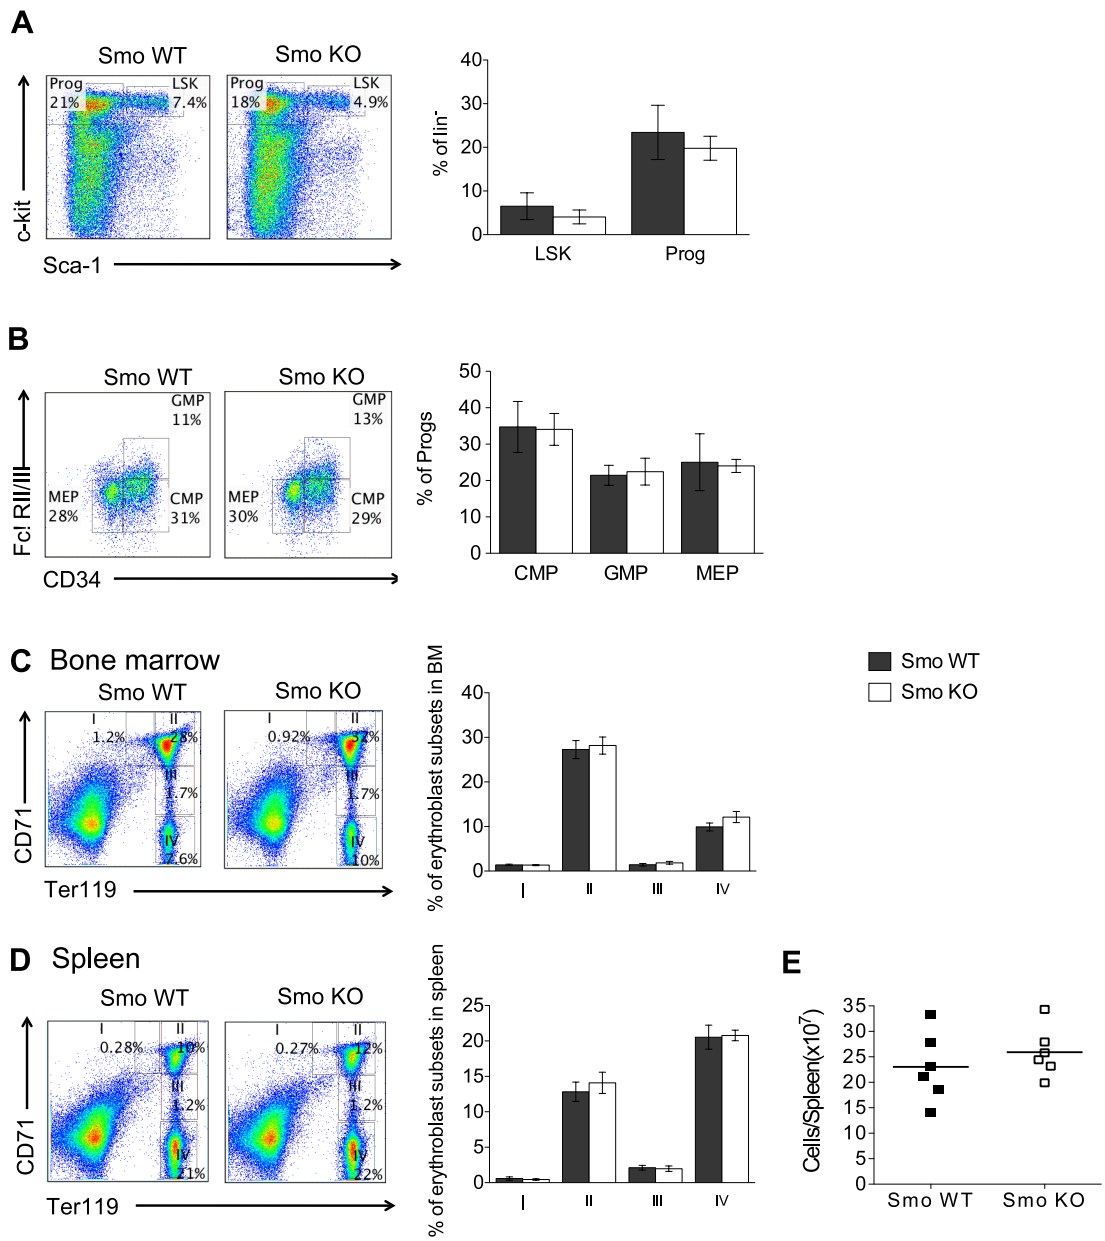 A
Smo WT
Smo KO
Prog
21%
LSK
7.4%
Prog
18%
LSK
4.9%
c-kit
Sca-1
% of lin-
40
30
20
10
0
LSK
Prog
B
Smo WT
Smo KO
GMP
11%
MEP
28%
CMP
31%
GMP
13%
MEP
30%
CMP
29%
Fc! RII/III
CD34
% of Progs
50
40
30
20
10
0
CMP
GMP
MEP
C Bone marrow
Smo WT
Smo KO
I
1.2%
II
28%
III
1.7%
IV
7.6%
I
0.92%
II
32%
III
1.7%
IV
10%
CD71
Ter119
% of erythroblast subsets in BM
40
30
20
10
0
I
II
III
IV
Smo WT
Smo KO
D Spleen
Smo WT
Smo KO
I
0.28%
II
10%
III
1.2%
IV
21%
I
0.27%
II
12%
III
1.2%
IV
22%
CD71
Ter119
% of erythroblast subsets in spleen
25
20
15
10
5
0
I
II
III
IV
E
Cells/Spleen(x10⁷)
35
30
25
20
15
10
5
0
Smo WT
Smo KO